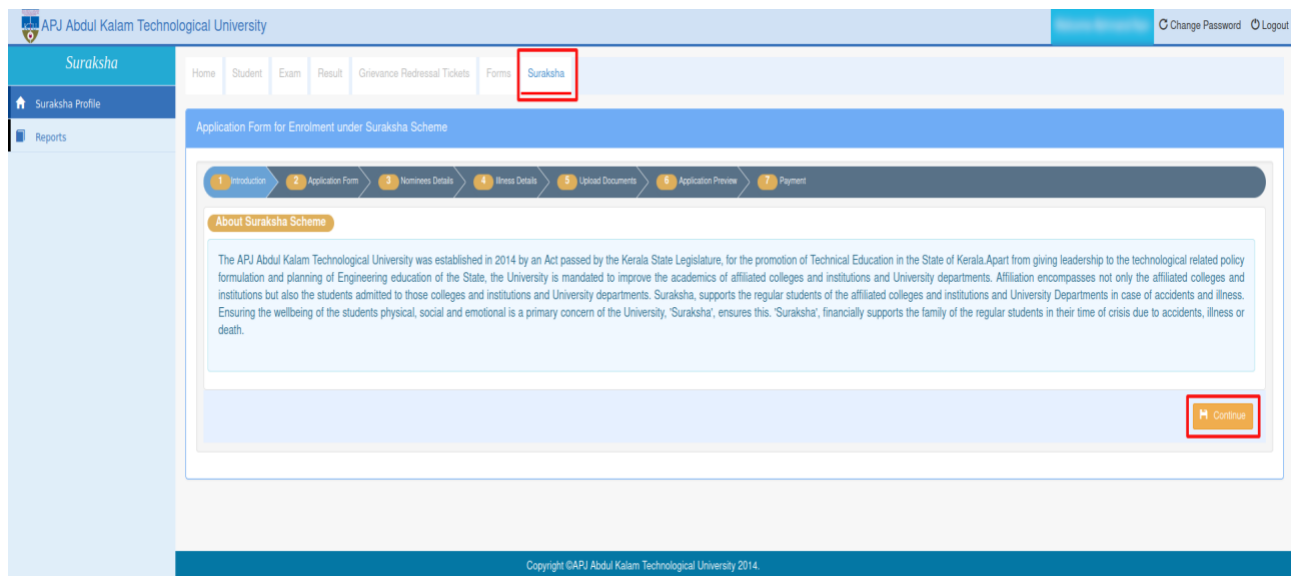 APJ Abdul Kalam Technological University
Change Password Logout
Suraksha
Home Student Exam Result Grievance Redressal Tickets Forms Suraksha
Suraksha Profile
Reports
Application Form for Enrolment under Suraksha Scheme
1 Introduction 2 Application Form 3 Nominees Details 4 Illness Details 5 Upload Documents 6 Application Preview 7 Payment
About Suraksha Scheme
The APJ Abdul Kalam Technological University was established in 2014 by an Act passed by the Kerala State Legislature, for the promotion of Technical Education in the State of Kerala.Apart from giving leadership to the technological related policy
formulation and planning of Engineering education of the State, the University is mandated to improve the academics of affiliated colleges and institutions and University departments. Affiliation encompasses not only the affiliated colleges and
institutions but also the students admitted to those colleges and institutions and University departments. Suraksha, supports the regular students of the affiliated colleges and institutions and University Departments in case of accidents and illness.
Ensuring the wellbeing of the students physical, social and emotional is a primary concern of the University, 'Suraksha', ensures this. 'Suraksha', financially supports the family of the regular students in their time of crisis due to accidents, illness or
death.
Continue
Copyright ©APJ Abdul Kalam Technological University 2014.